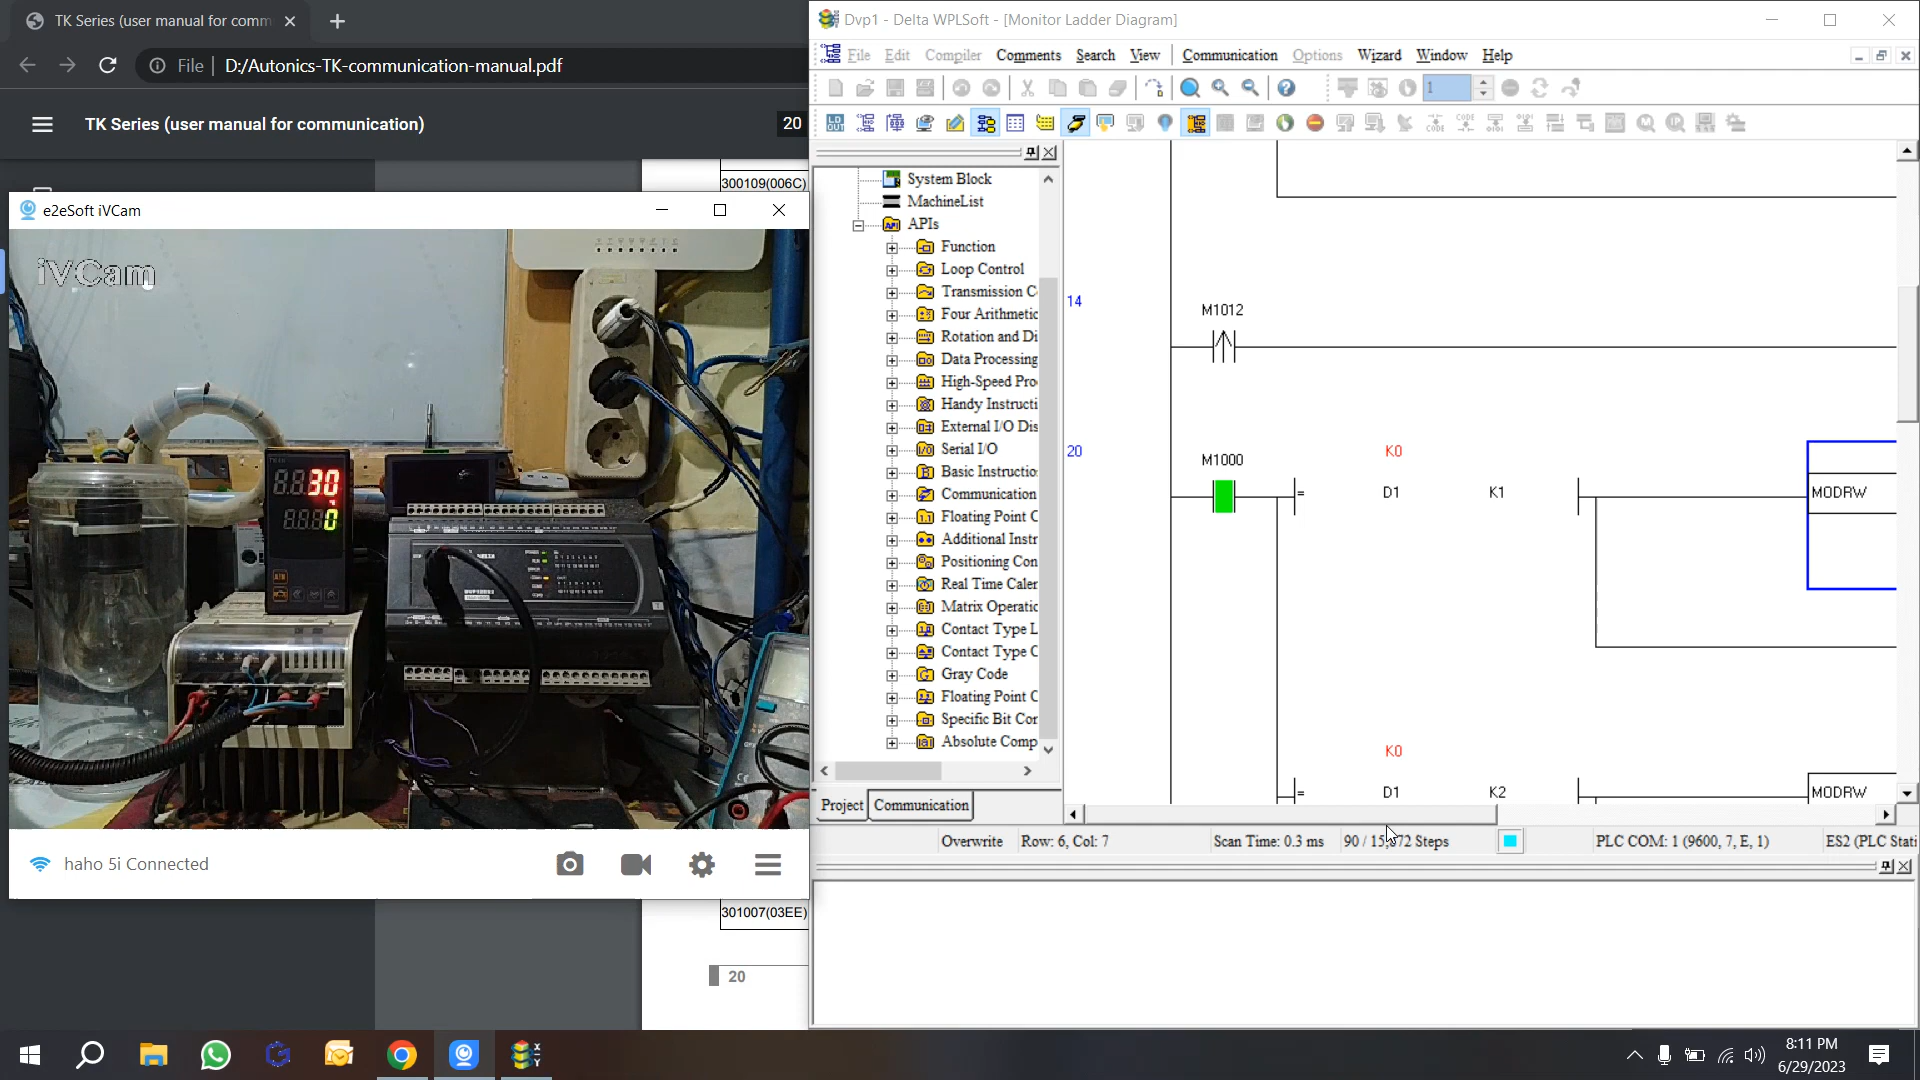 TK Series (user manual for comm
File
D:/Autonics-TK-communication-manual.pdf
TK Series (user manual for communication)
20
300109(006C)
e2eSoft iVCam
iVCam
30
0
haho 5i Connected
301007(03EE)
20
Dvp1 - Delta WPLSoft - [Monitor Ladder Diagram]
File Edit Compiler Comments Search View Communication Options Wizard Window Help
1
System Block
MachineList
APIs
Function
Loop Control
Transmission C
Four Arithmetic
Rotation and Di
Data Processing
High-Speed Pro
Handy Instructi
External I/O Dis
Serial I/O
Basic Instructio
Communication
Floating Point C
Additional Instr
Positioning Con
Real Time Caler
Matrix Operatic
Contact Type L
Contact Type C
Gray Code
Floating Point C
Specific Bit Cor
Absolute Comp
Project
Communication
14
M1012
20
M1000
K0
=
D1
K1
MODRW
K0
=
D1
K2
MODRW
Overwrite
Row: 6, Col: 7
Scan Time: 0.3 ms
90 / 15,872 Steps
PLC COM: 1 (9600, 7, E, 1)
ES2 (PLC Stati
8:11 PM
6/29/2023